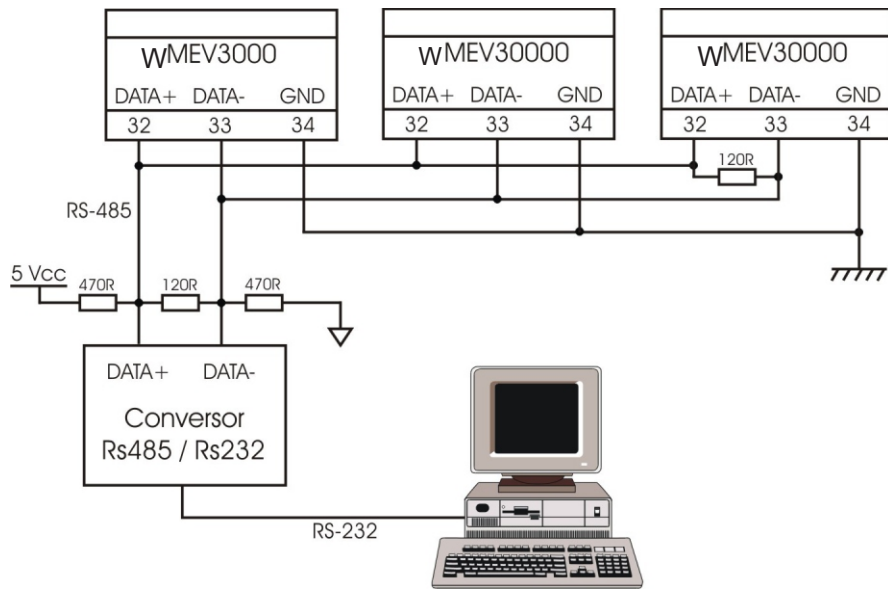 WMEV3000 WMEV30000 WMEV30000
DATA+ DATA- GND DATA+ DATA- GND DATA+ DATA- GND
32 33 34 32 33 34 32 33 34
120R
RS-485
5 Vcc 470R 120R 470R
DATA+ DATA-
Conversor
Rs485 / Rs232
RS-232